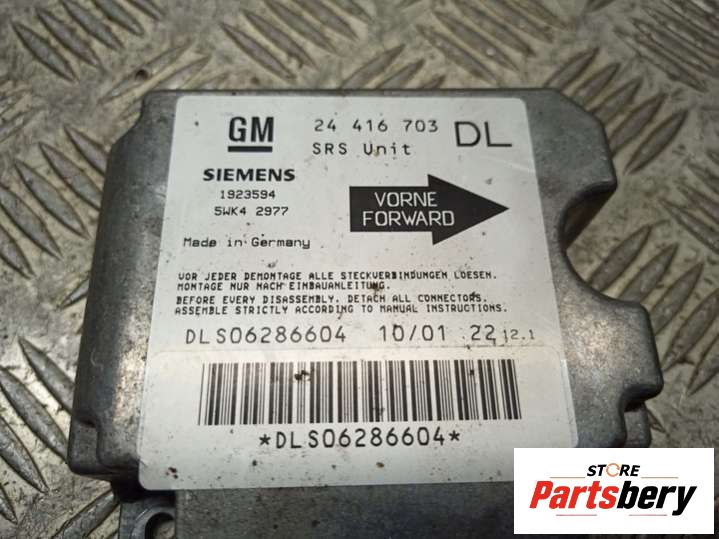 GM
24 416 703 DL
SRS Unit
SIEMENS
1923594
5WK4 2977
VORNE
FORWARD
Made in Germany
VOR JEDER DEMONTAGE ALLE STECKVERBINDUNGEN LOESEN.
MONTAGE NUR NACH EINBAUANLEITUNG.
BEFORE EVERY DISASSEMBLY. DETACH ALL CONNECTORS.
ASSEMBLE STRICTLY ACCORDING TO MANUAL INSTRUCTIONS.
DLS06286604 10/01 22 12.1
*DLS06286604*
STORE
Partsbery